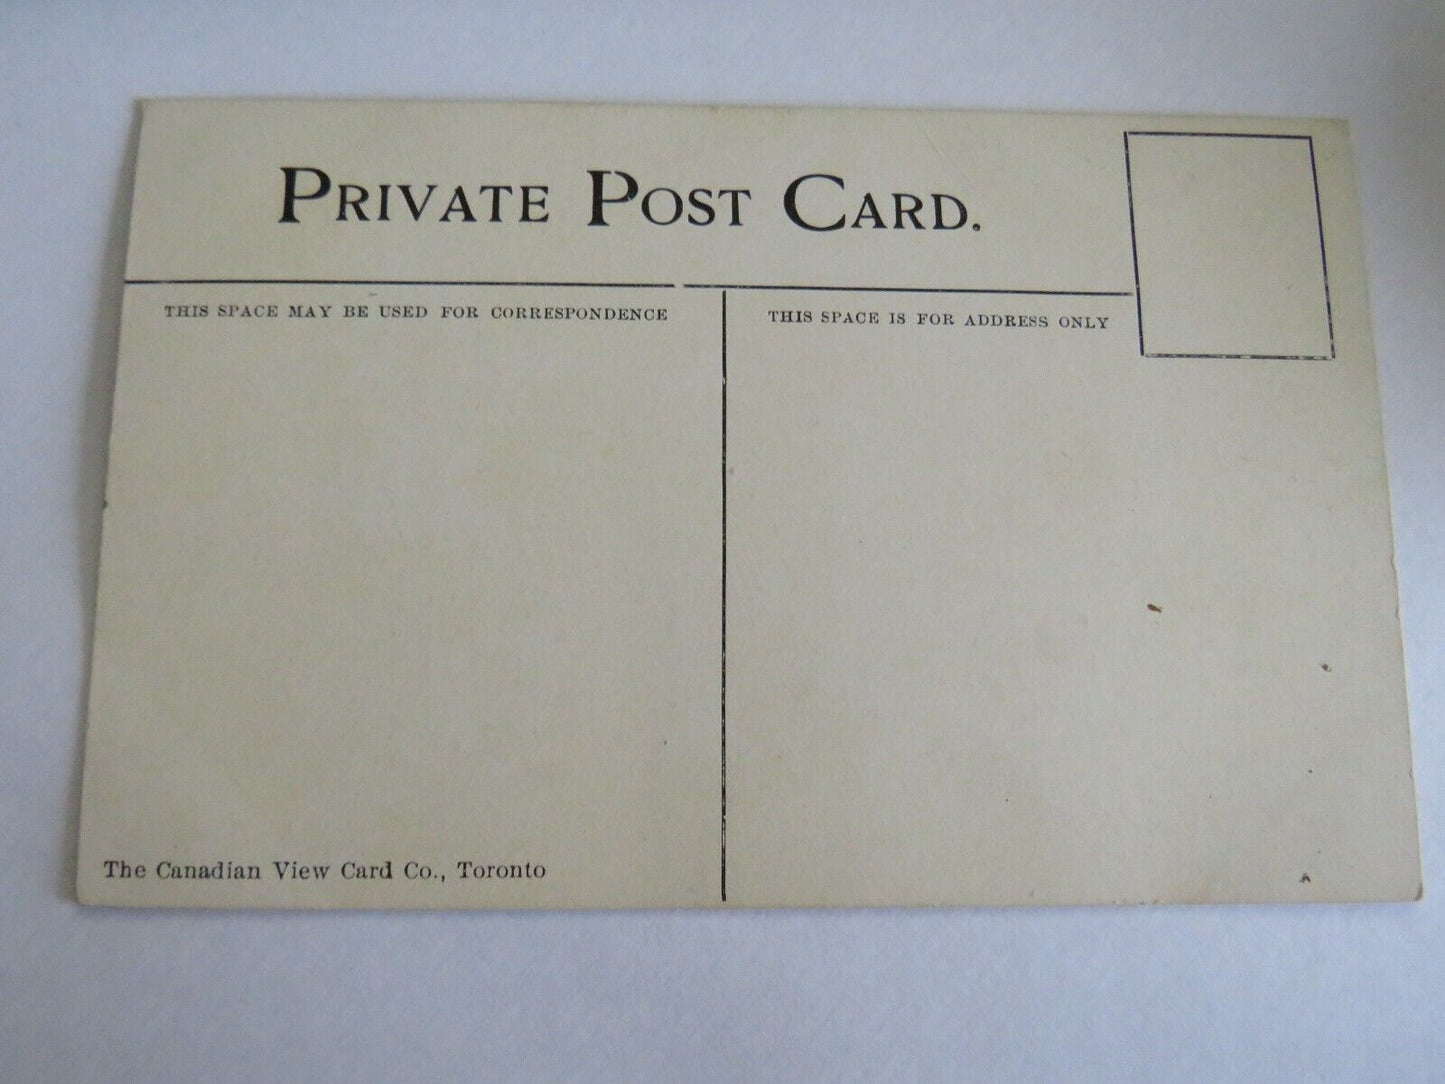 PRIVATE POST CARD.
THIS SPACE MAY BE USED FOR CORRESPONDENCE
THIS SPACE IS FOR ADDRESS ONLY
The Canadian View Card Co., Toronto